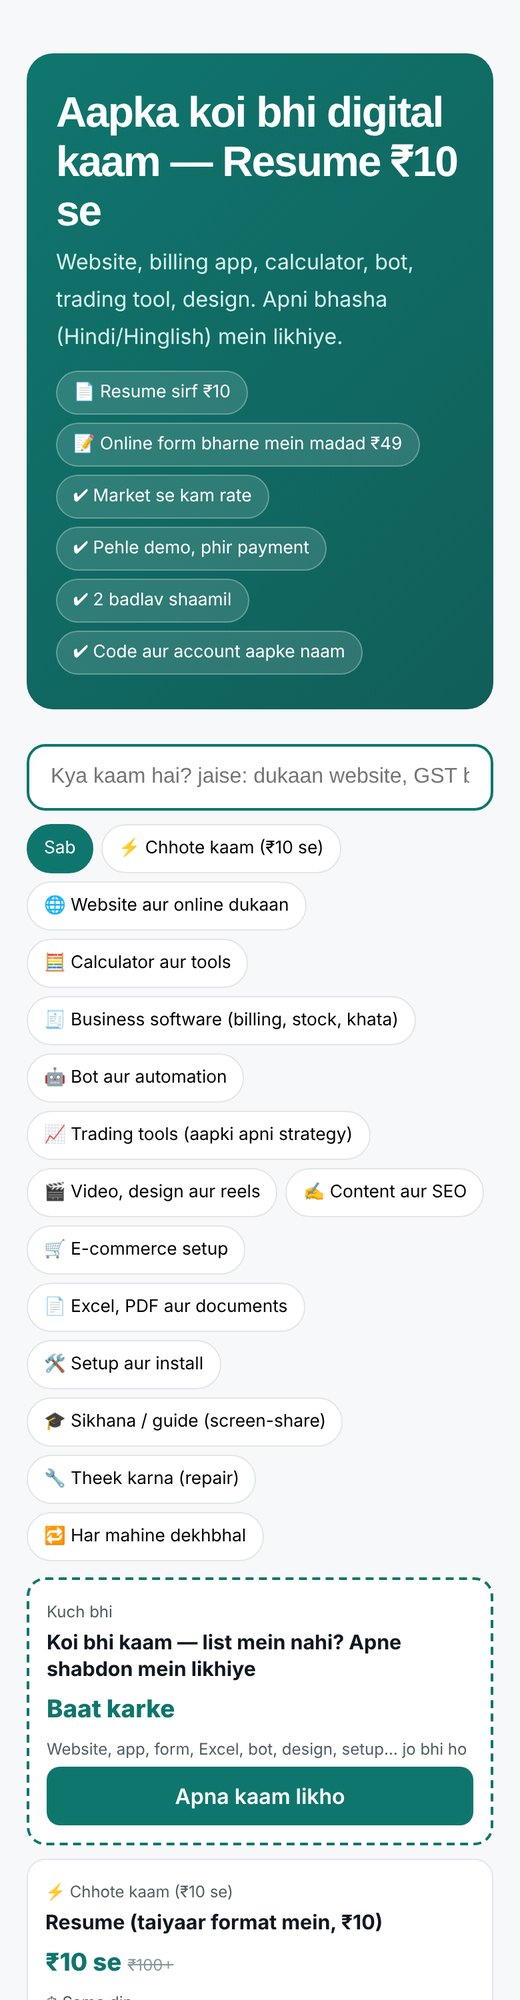 Aapka koi bhi digital
kaam — Resume ₹10
se
Website, billing app, calculator, bot,
trading tool, design. Apni bhasha
(Hindi/Hinglish) mein likhiye.
📄 Resume sirf ₹10
📝 Online form bharne mein madad ₹49
✔ Market se kam rate
✔ Pehle demo, phir payment
✔ 2 badlav shaamil
✔ Code aur account aapke naam
Kya kaam hai? jaise: dukaan website, GST
Sab
⚡ Chhote kaam (₹10 se)
🌐 Website aur online dukaan
🧮 Calculator aur tools
🧾 Business software (billing, stock, khata)
🤖 Bot aur automation
📈 Trading tools (aapki apni strategy)
🎬 Video, design aur reels
✍️ Content aur SEO
🛒 E-commerce setup
📄 Excel, PDF aur documents
🛠️ Setup aur install
🎓 Sikhana / guide (screen-share)
🔧 Theek karna (repair)
🔁 Har mahine dekhbhal
Kuch bhi
Koi bhi kaam — list mein nahi? Apne
shabdon mein likhiye
Baat karke
Website, app, form, Excel, bot, design, setup... jo bhi ho
Apna kaam likho
⚡ Chhote kaam (₹10 se)
Resume (taiyaar format mein, ₹10)
₹10 se ₹100+